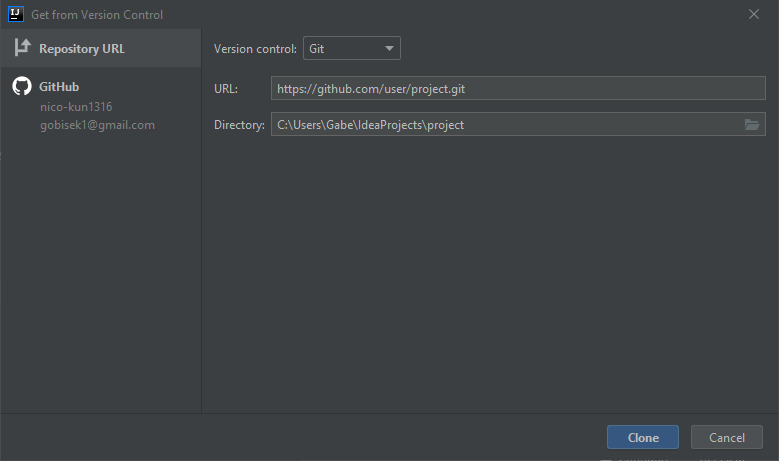 IJ
Get from Version Control
Repository URL
GitHub
nico-kun1316
gobisek1@gmail.com
Version control: Git
URL: https://github.com/user/project.git
Directory: C:\Users\Gabe\IdeaProjects\project
Clone
Cancel